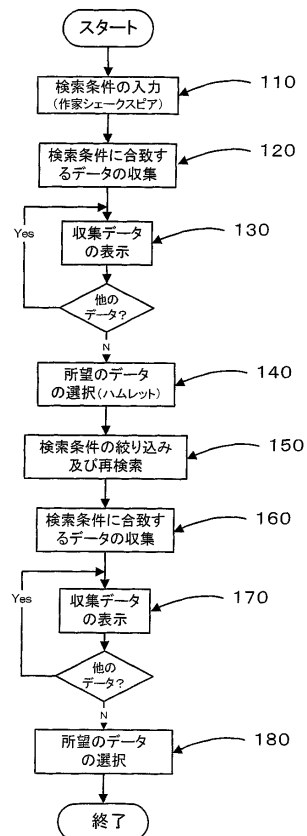 スタート
検索条件の入力
(作家シェークスピア)
110
検索条件に合致す
るデータの収集
120
Yes
収集データ
の表示
130
他の
データ?
N
所望のデータ
の選択(ハムレット)
140
検索条件の絞り込み
及び再検索
150
検索条件に合致す
るデータの収集
160
Yes
収集データ
の表示
170
他の
データ?
N
所望のデータ
の選択
180
終了